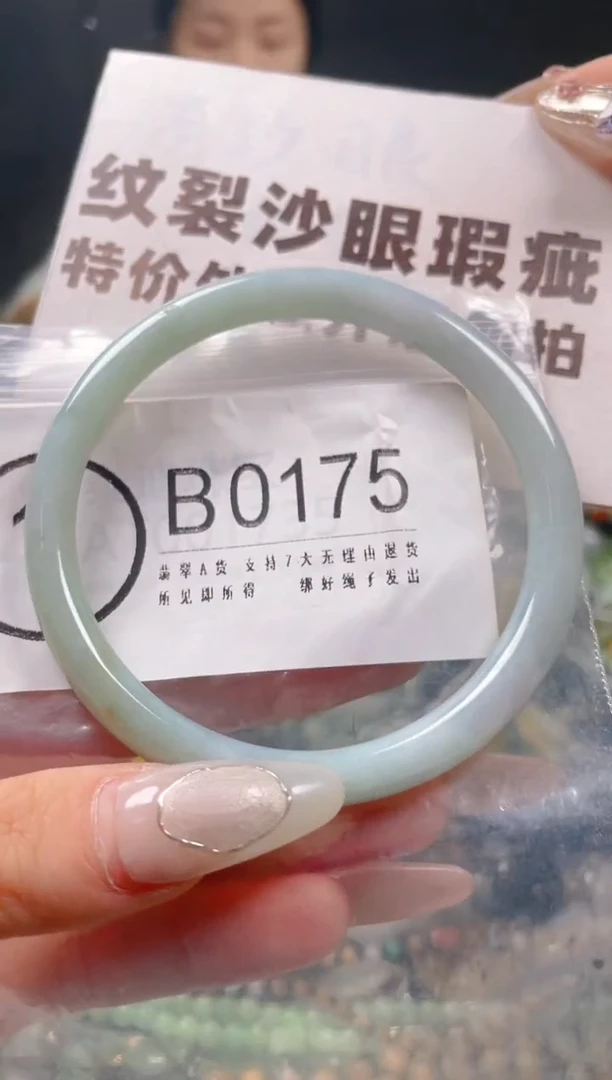 纹裂沙眼瑕疵
特价
拍
1
B0175
翡翠A货 支持7天无理由退货
所见即所得 绑好绳子发出